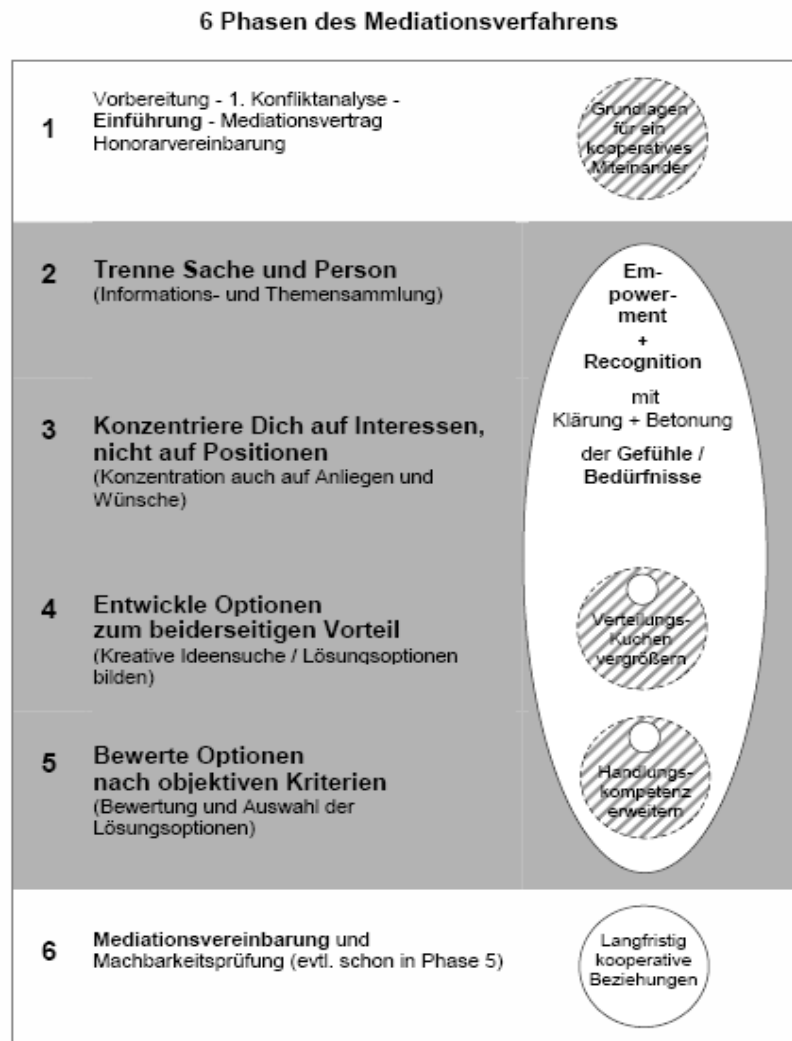 6 Phasen des Mediationsverfahrens
1
Vorbereitung - 1. Konfliktanalyse -
Einführung - Mediationsvertrag
Honorarvereinbarung
Grundlagen
für ein
kooperatives
Miteinander
2
Trenne Sache und Person
(Informations- und Themensammlung)
Em-
power-
ment
+
Recognition
mit
Klärung + Betonung
der Gefühle /
Bedürfnisse
3
Konzentriere Dich auf Interessen,
nicht auf Positionen
(Konzentration auch auf Anliegen und
Wünsche)
4
Entwickle Optionen
zum beiderseitigen Vorteil
(Kreative Ideensuche / Lösungsoptionen
bilden)
Verteilungs-
Kuchen
vergrößern
5
Bewerte Optionen
nach objektiven Kriterien
(Bewertung und Auswahl der
Lösungsoptionen)
Handlungs-
kompetenz
erweitern
6
Mediationsvereinbarung und
Machbarkeitsprüfung (evtl. schon in Phase 5)
Langfristig
kooperative
Beziehungen